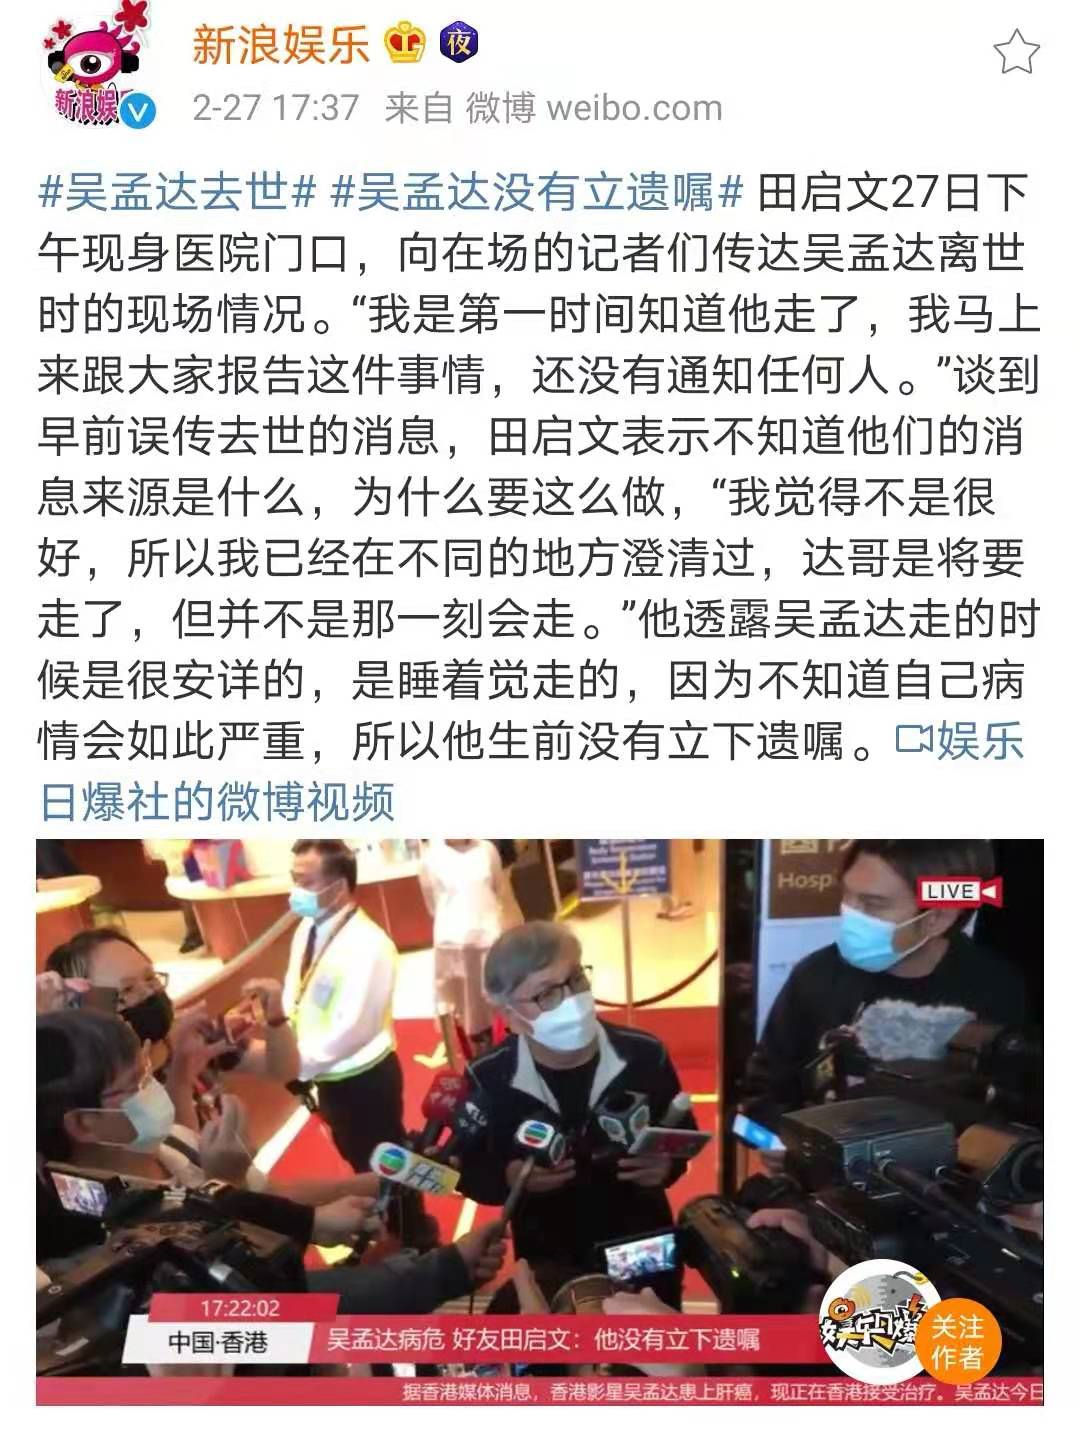 新浪娱乐 夜
新浪娱
2-27 17:37 来自 微博 weibo.com
#吴孟达去世# #吴孟达没有立遗嘱# 田启文27日下
午现身医院门口，向在场的记者们传达吴孟达离世
时的现场情况。“我是第一时间知道他走了，我马上
来跟大家报告这件事情，还没有通知任何人。”谈到
早前误传去世的消息，田启文表示不知道他们的消
息来源是什么，为什么要这么做，“我觉得不是很
好，所以我已经在不同的地方澄清过，达哥是将要
走了，但并不是那一刻会走。”他透露吴孟达走的时
候是很安详的，是睡着觉走的，因为不知道自己病
情会如此严重，所以他生前没有立下遗嘱。娱乐
日爆社的微博视频
Hosp
LIVE
17:22:02
中国·香港
吴孟达病危 好友田启文：他没有立下遗嘱
娱乐日爆
关注
作者
据香港媒体消息，香港影星吴孟达患上肝癌，现正在香港接受治疗。吴孟达今日